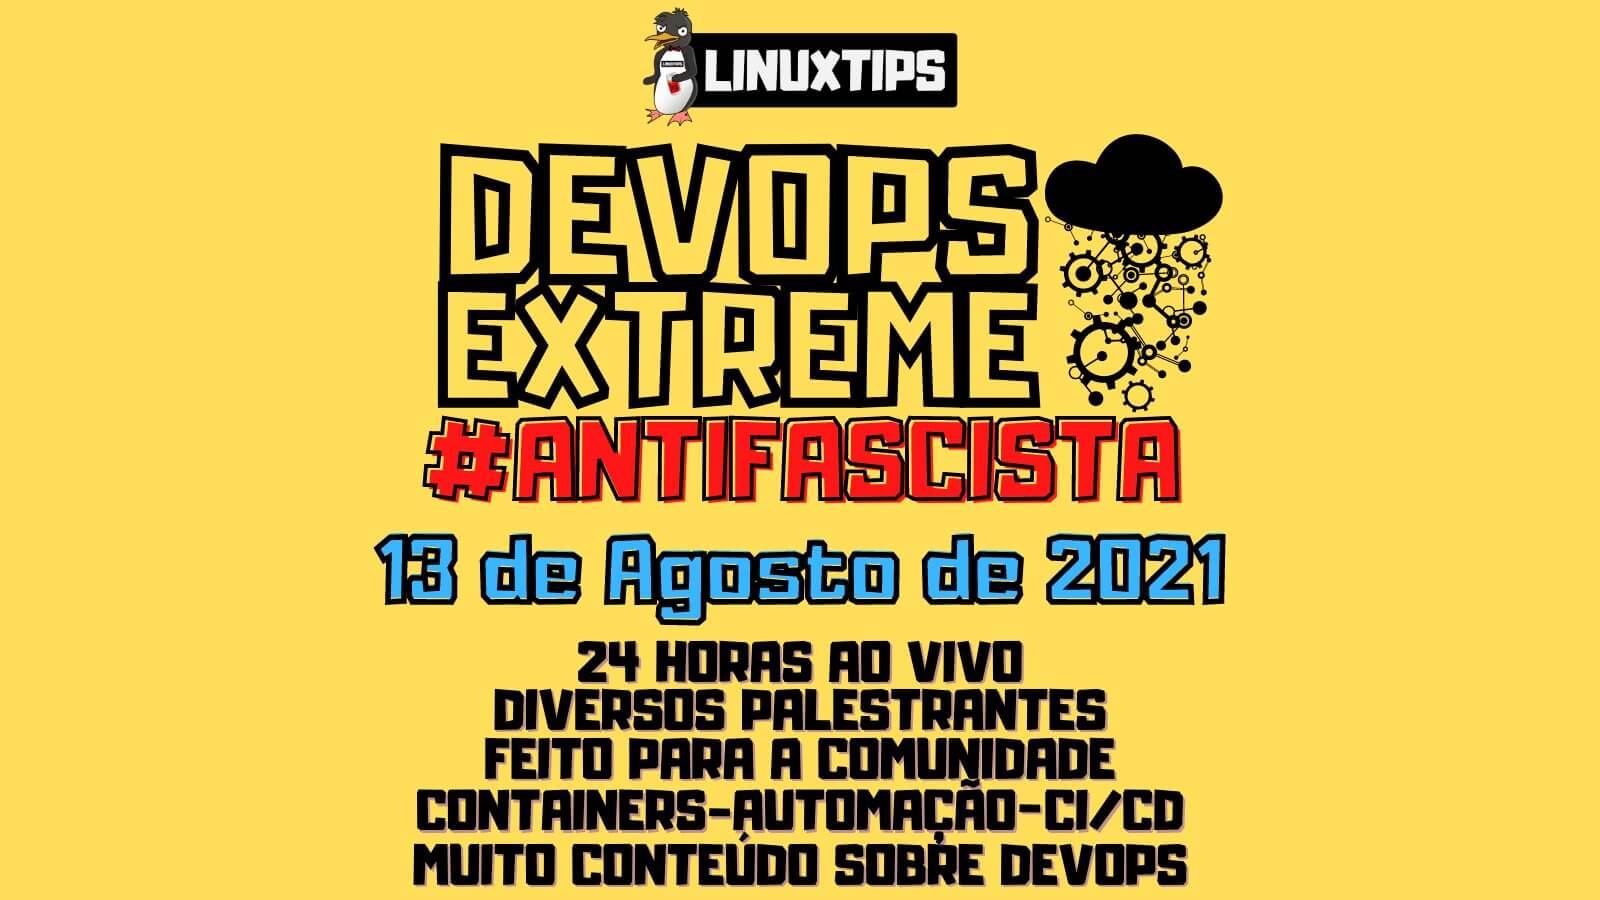 LINUXTIPS
DEVOPS
EXTREME
#ANTIFASCISTA
13 de Agosto de 2021
24 HORAS AO VIVO
DIVERSOS PALESTRANTES
FEITO PARA A COMUNIDADE
CONTAINERS-AUTOMAÇÃO-CI/CD
MUITO CONTEÚDO SOBRE DEVOPS